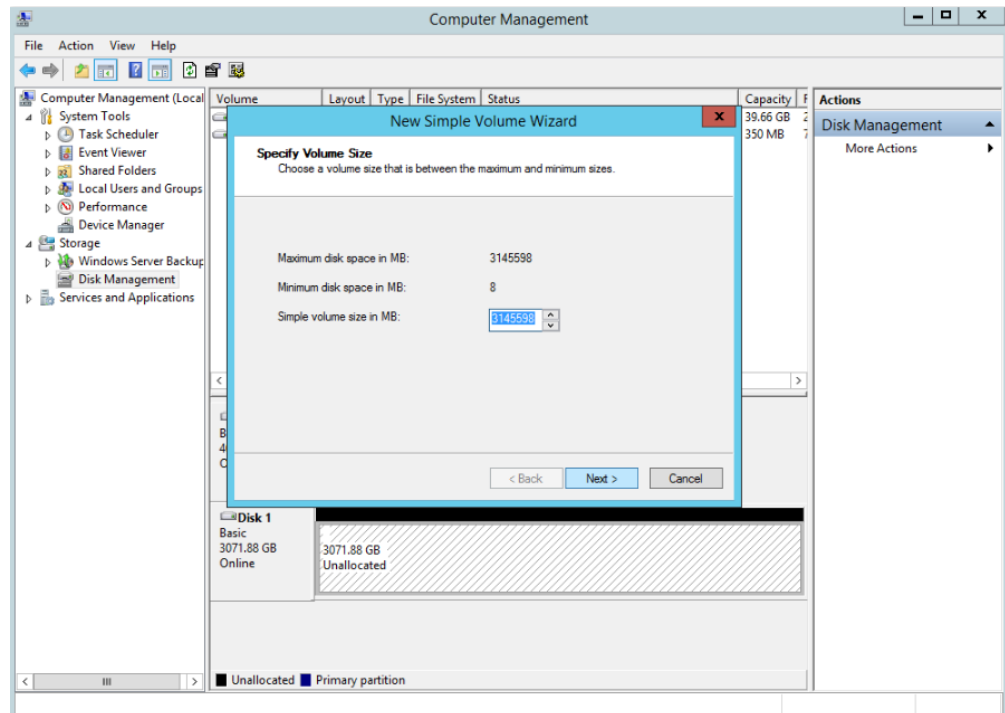 Computer Management
File Action View Help
Computer Management (Local
System Tools
Task Scheduler
Event Viewer
Shared Folders
Local Users and Groups
Performance
Device Manager
Storage
Windows Server Backup
Disk Management
Services and Applications
Volume Layout Type File System Status Capacity F
39.66 GB 2
350 MB 7
New Simple Volume Wizard
Specify Volume Size
Choose a volume size that is between the maximum and minimum sizes.
Maximum disk space in MB: 3145598
Minimum disk space in MB: 8
Simple volume size in MB: 3145598
< Back Next > Cancel
Disk 1
Basic
3071.88 GB
Online
3071.88 GB
Unallocated
Unallocated Primary partition
Actions
Disk Management
More Actions